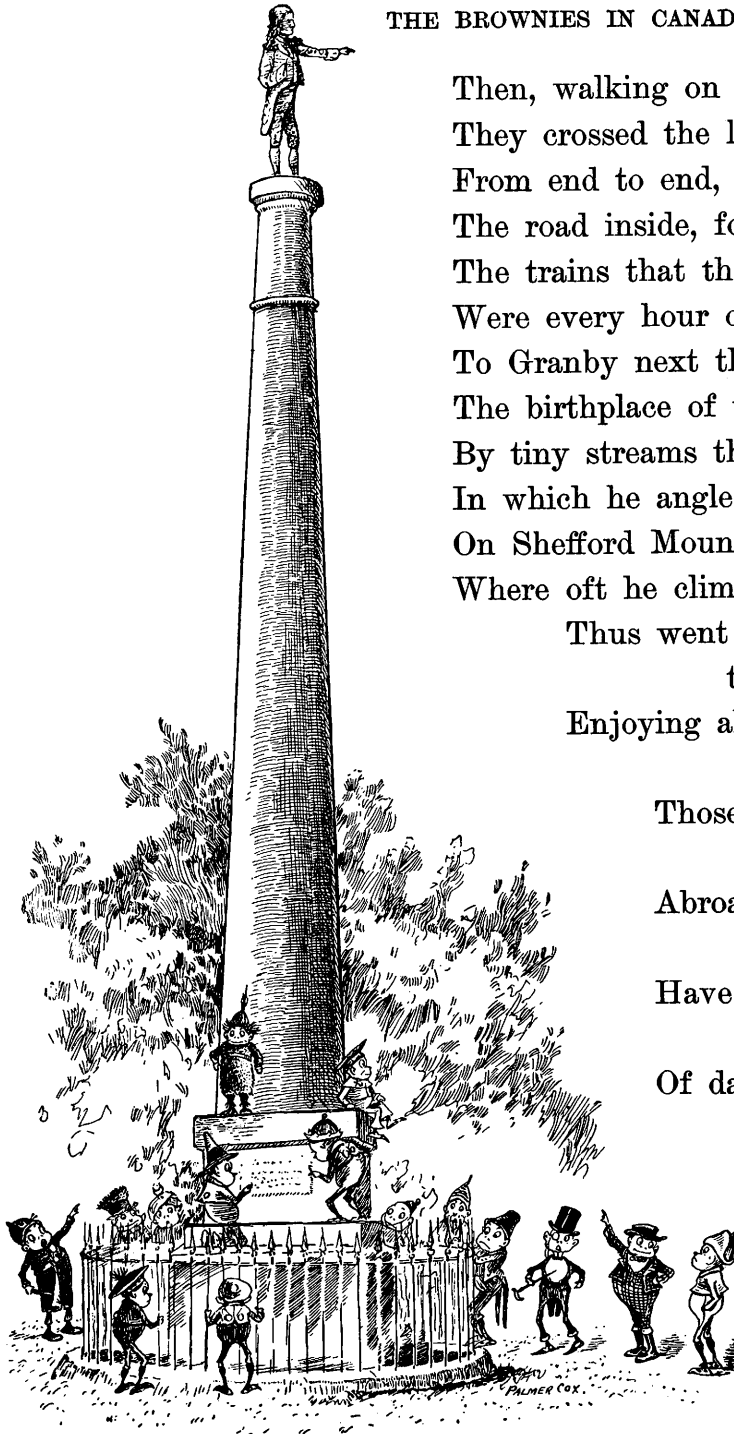 THE BROWNIES IN CANAD
Then, walking on
They crossed the l
From end to end,
The road inside, fo
The trains that th
Were every hour
To Granby next th
The birthplace of
By tiny streams th
In which he angle
On Shefford Moun
Where oft he clim
Thus went
t
Enjoying al
Those
Abroa
Have
Of da
PALMER COX